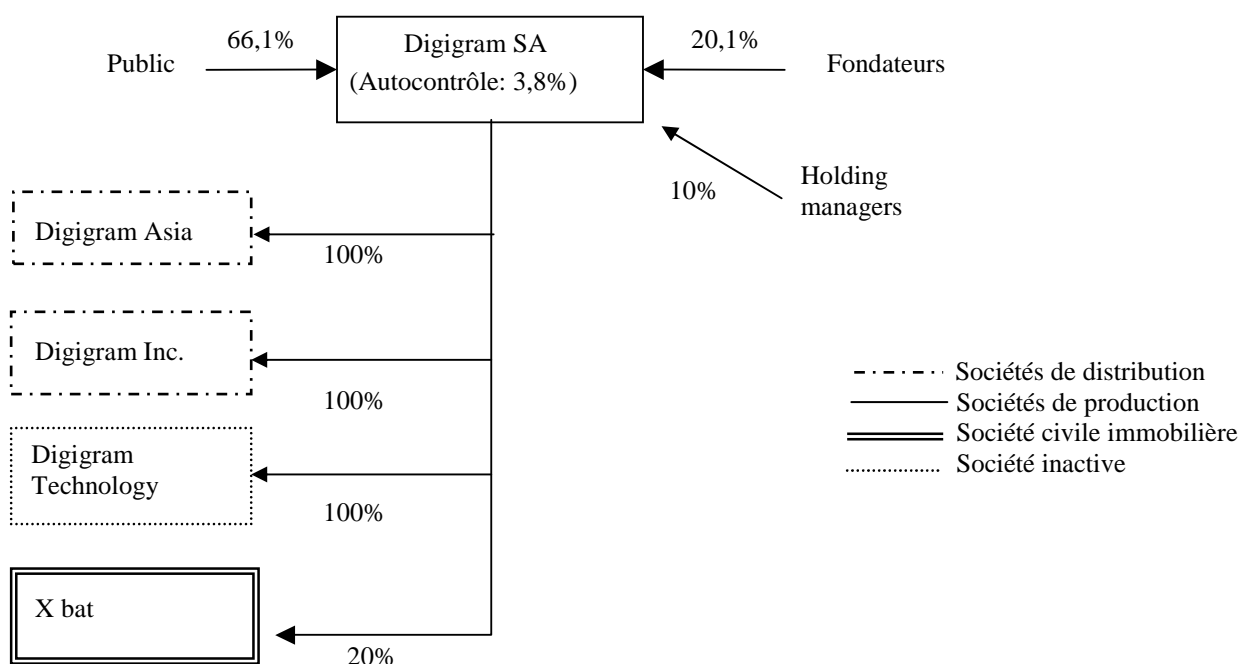 66,1%
Digigram SA
20,1%
Public
(Autocontrôle: 3,8%)
Fondateurs
10%
Holding
managers
Digigram Asia
100%
Digigram Inc.
100%
Digigram
Technology
100%
X bat
20%
Sociétés de distribution
Sociétés de production
Société civile immobilière
Société inactive